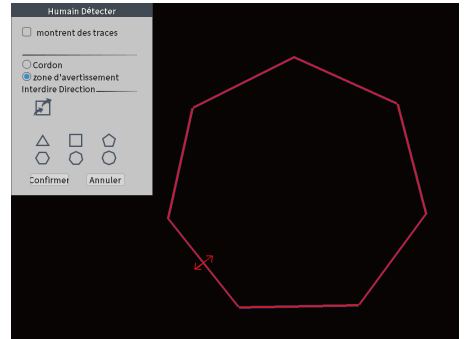 Humain Détecter
montrent des traces
Cordon
zone d'avertissement
Interdire Direction
Confirmer
Annuler